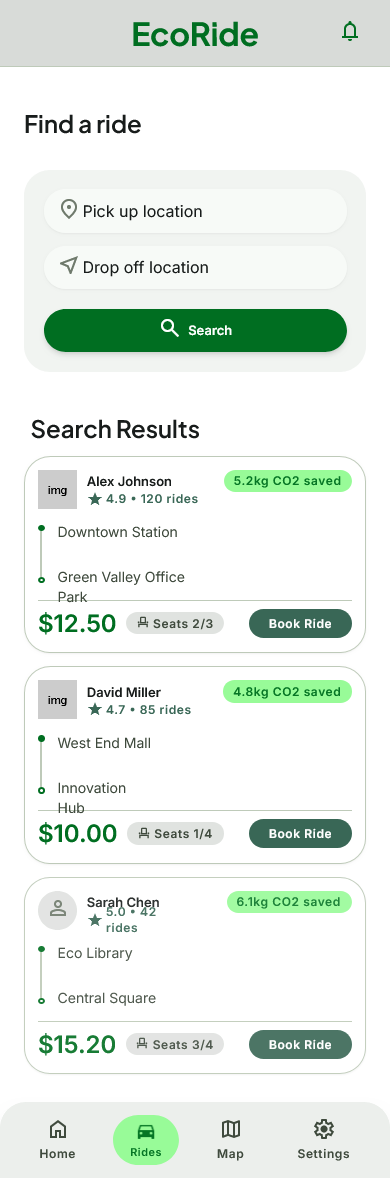 EcoRide
Find a ride
Pick up location
Drop off location
Search
Search Results
img
Alex Johnson
4.9 • 120 rides
5.2kg CO2 saved
Downtown Station
Green Valley Office
Park
$12.50
Seats 2/3
Book Ride
img
David Miller
4.7 • 85 rides
4.8kg CO2 saved
West End Mall
Innovation
Hub
$10.00
Seats 1/4
Book Ride
Sarah Chen
5.0 • 42
rides
6.1kg CO2 saved
Eco Library
Central Square
$15.20
Seats 3/4
Book Ride
Home
Rides
Map
Settings